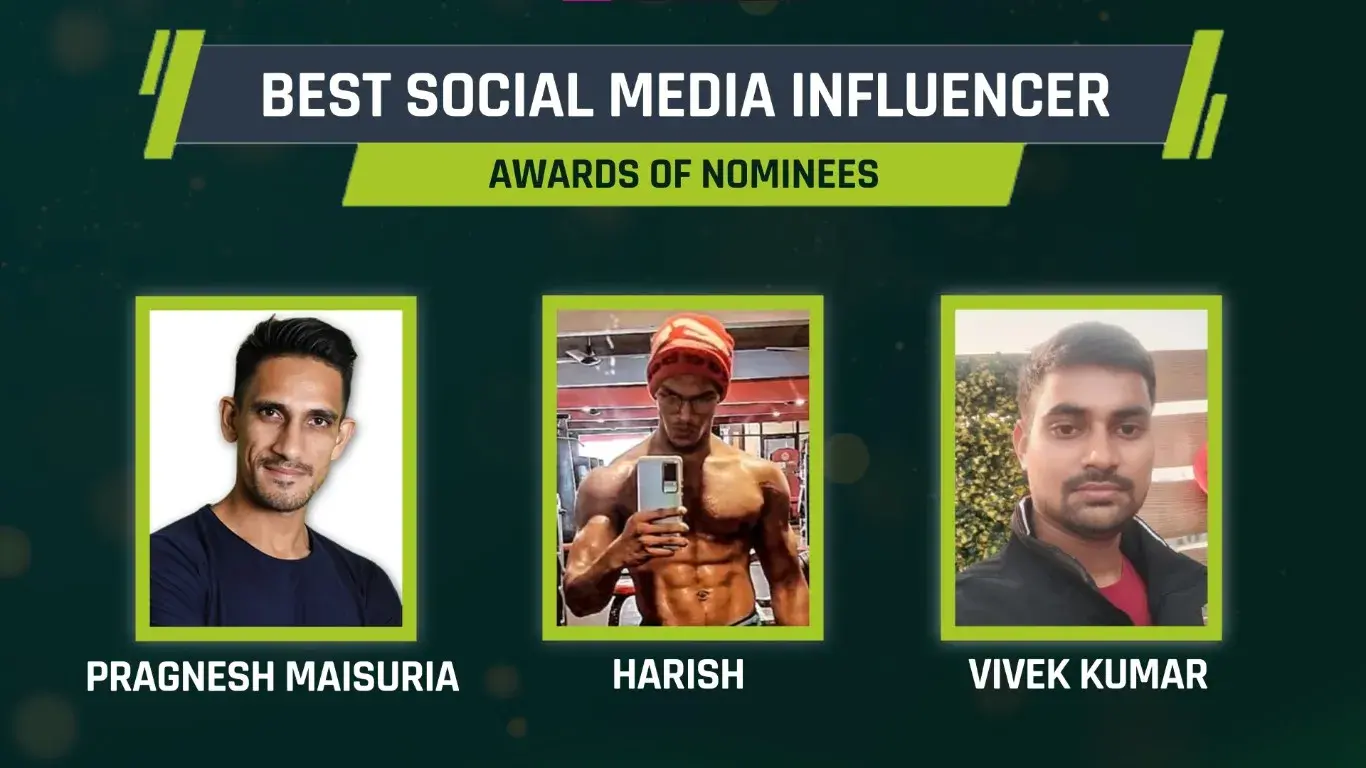 BEST SOCIAL MEDIA INFLUENCER
AWARDS OF NOMINEES
PRAGNESH MAISURIA
HARISH
VIVEK KUMAR